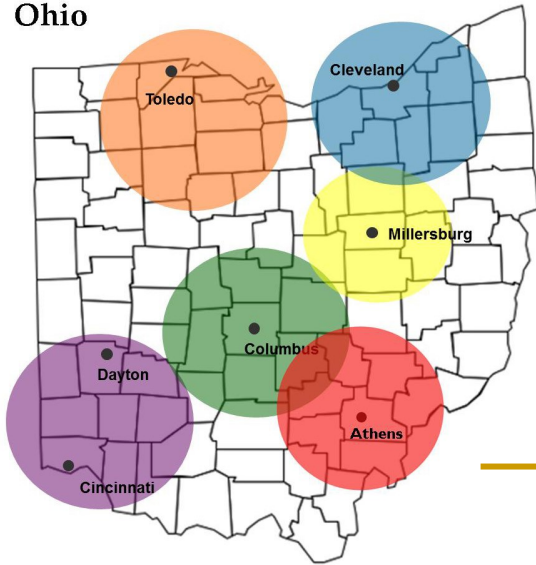 Ohio
Cleveland
Toledo
Millersburg
Columbus
Dayton
Athens
Cincinnati